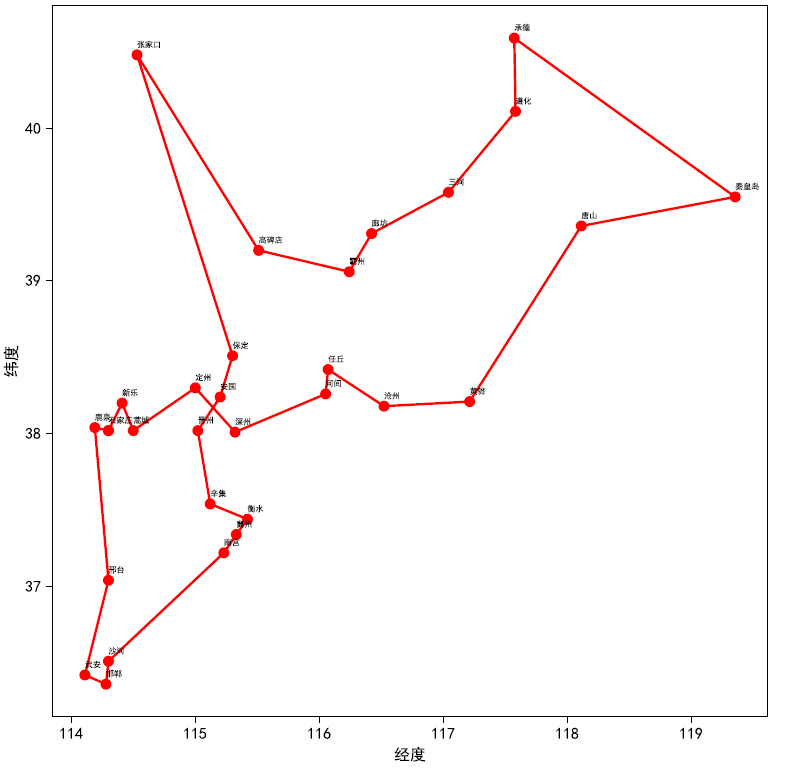 承德
张家口
遵化
40
三河
秦皇岛
唐山
廊坊
高碑店
霸州
39
保定
任丘
定州
河间
安国
新乐
沧州
黄骅
鹿泉
石家庄
藁城
晋州
深州
38
纬度
辛集
衡水
冀州
南宫
37
邢台
沙河
武安
邯郸
114
115
116
117
118
119
经度